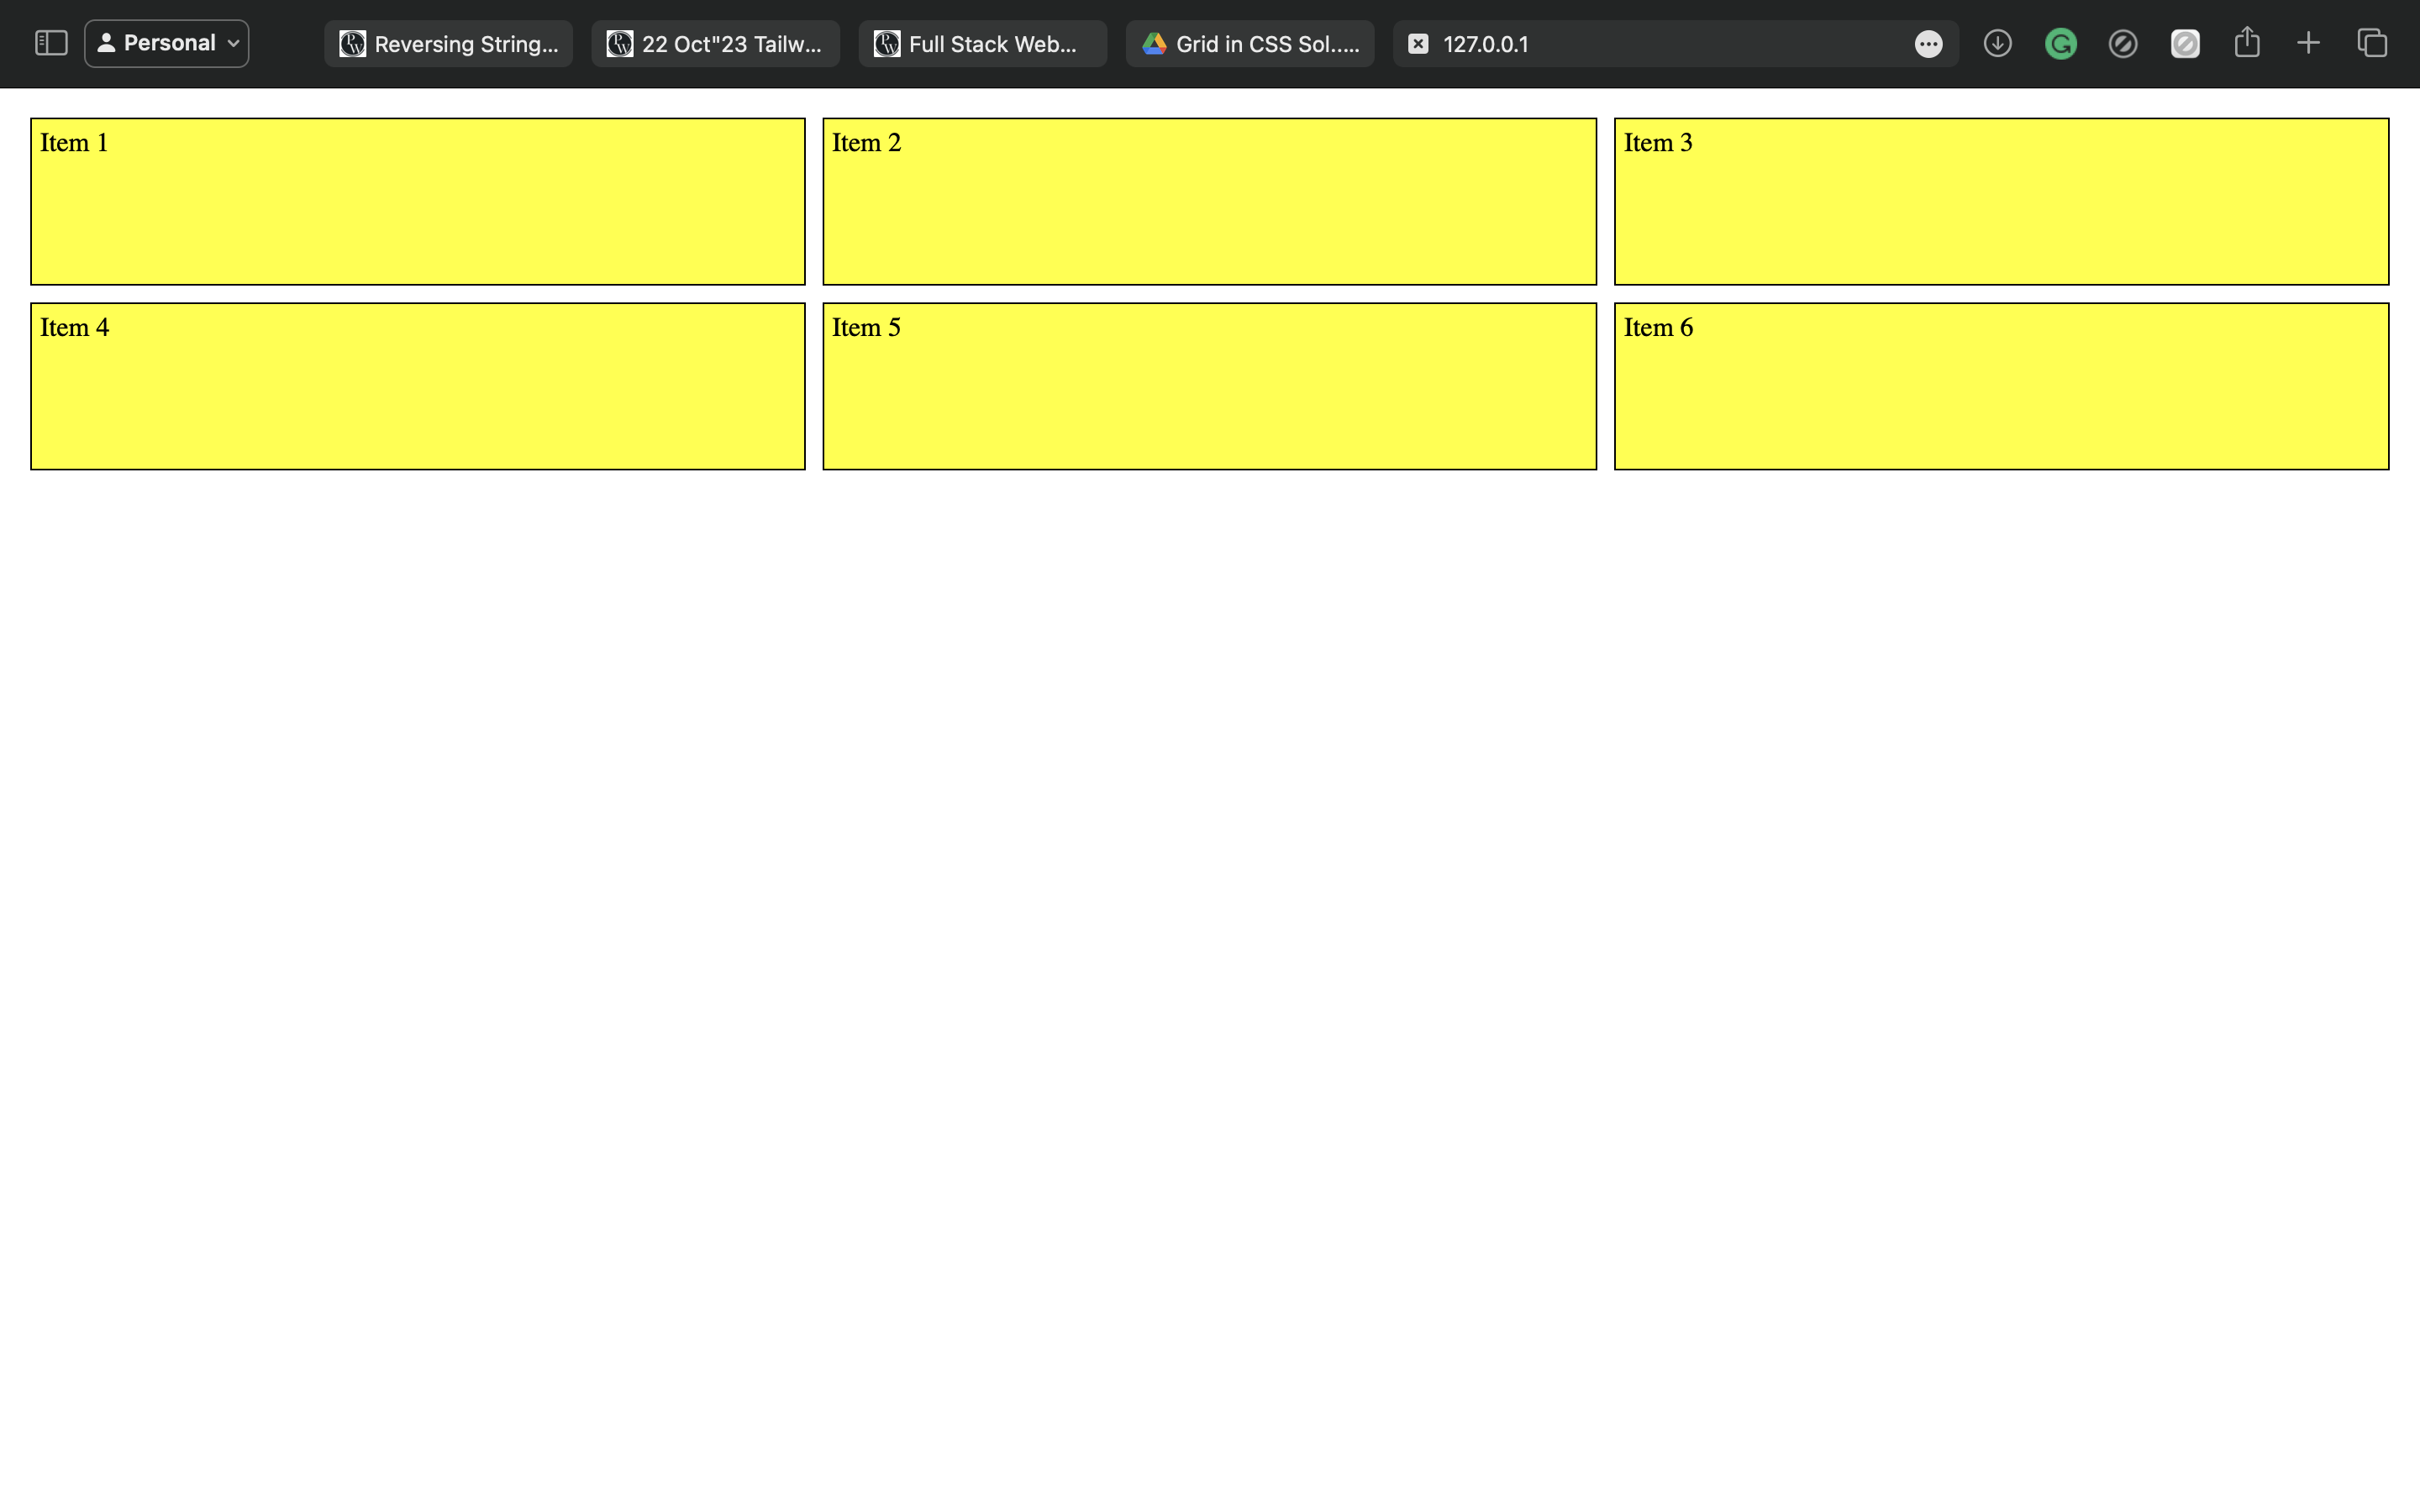 Personal
Reversing String...
22 Oct"23 Tailw...
Full Stack Web...
Grid in CSS Sol.....
127.0.0.1
Item 1
Item 2
Item 3
Item 4
Item 5
Item 6